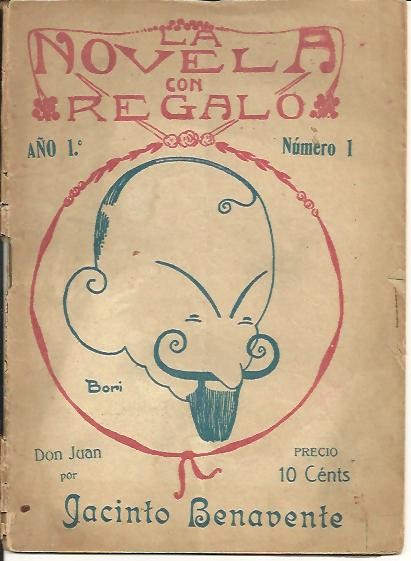 LA
NOVELA
CON
REGALO
AÑO 1.º
Número 1
Bori
Don Juan
por
PRECIO
10 Cénts
Jacinto Benavente